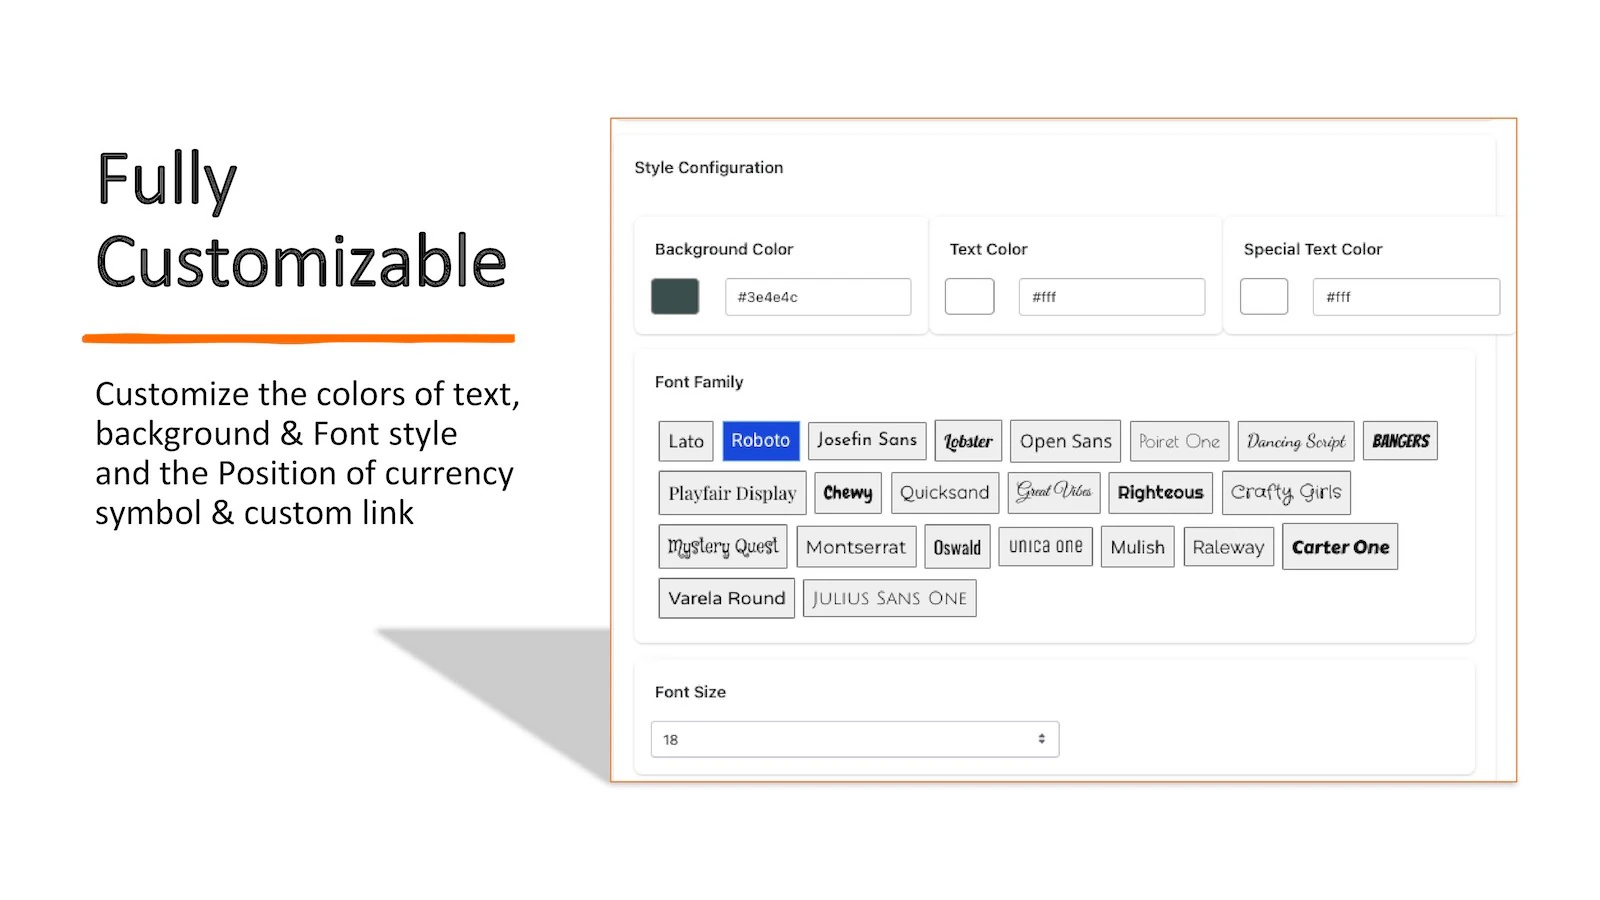 Fully
Customizable
Customize the colors of text,
background & Font style
and the Position of currency
symbol & custom link
Style Configuration
Background Color
Text Color
Special Text Color
#3e4e4c
#fff
#fff
Font Family
Lato Roboto Josefin Sans Lobster Open Sans Poiret One Dancing Script BANGERS
Playfair Display Chewy Quicksand Great Vibes Righteous Crafty Girls
Mystery Quest Montserrat Oswald unica one Mulish Raleway Carter One
Varela Round Julius Sans One
Font Size
18